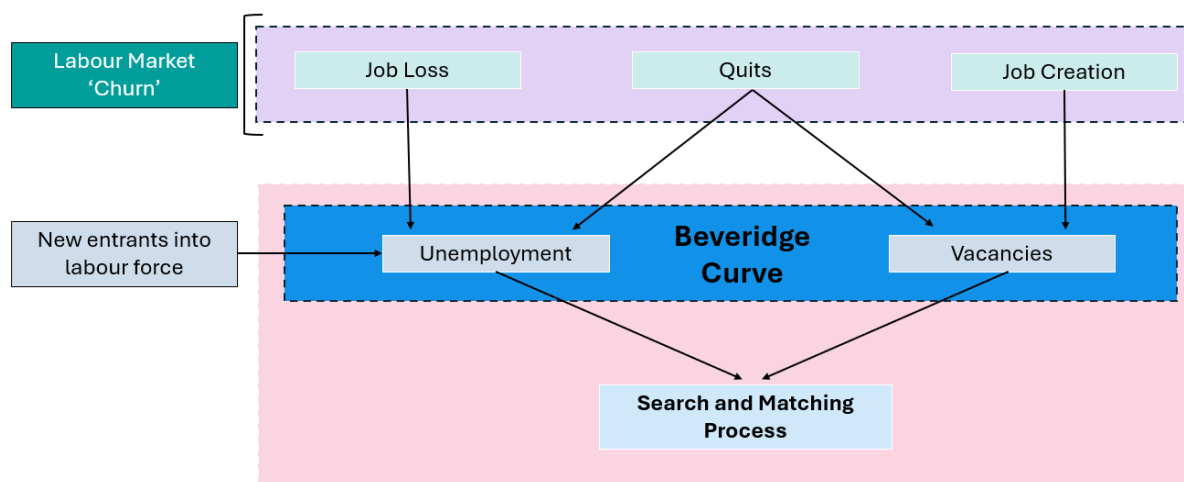 Labour Market
‘Churn’
Job Loss
Quits
Job Creation
New entrants into
labour force
Unemployment
Beveridge
Curve
Vacancies
Search and Matching
Process